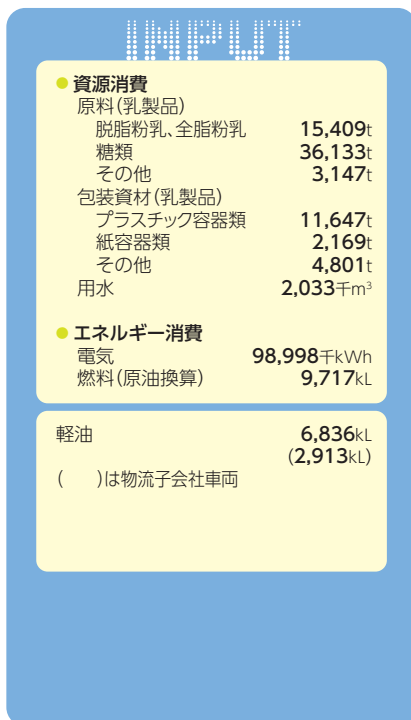 INPUT
●資源消費
原料(乳製品)
脱脂粉乳、全脂粉乳 15,409t
糖類 36,133t
その他 3,147t
包装資材(乳製品)
プラスチック容器類 11,647t
紙容器類 2,169t
その他 4,801t
用水 2,033千m³
●エネルギー消費
電気 98,998千kWh
燃料(原油換算) 9,717kL
軽油 6,836kL
(2,913kL)
(　　)は物流子会社車両